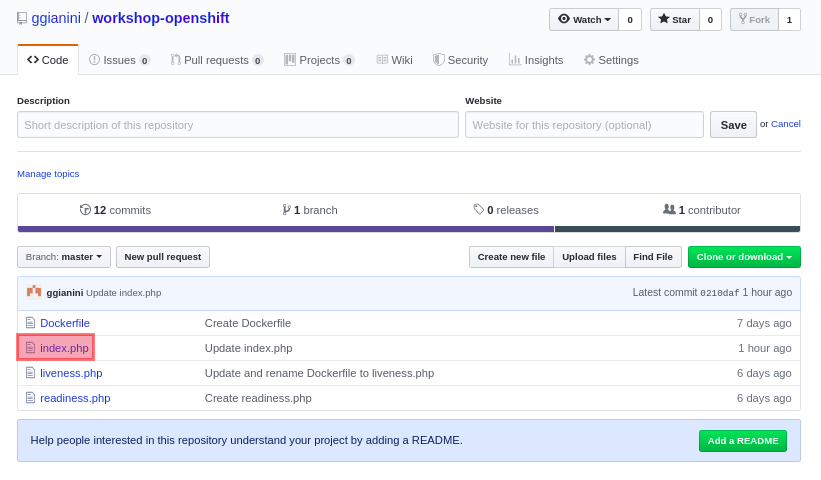 ggianini / workshop-openshift
Watch 0 Star 0 Fork 1
Code Issues 0 Pull requests 0 Projects 0 Wiki Security Insights Settings
Description Website
Short description of this repository Website for this repository (optional) Save or Cancel
Manage topics
12 commits 1 branch 0 releases 1 contributor
Branch: master New pull request Create new file Upload files Find File Clone or download
ggianini Update index.php Latest commit 0210daf 1 hour ago
Dockerfile Create Dockerfile 7 days ago
index.php Update index.php 1 hour ago
liveness.php Update and rename Dockerfile to liveness.php 6 days ago
readiness.php Create readiness.php 6 days ago
Help people interested in this repository understand your project by adding a README. Add a README